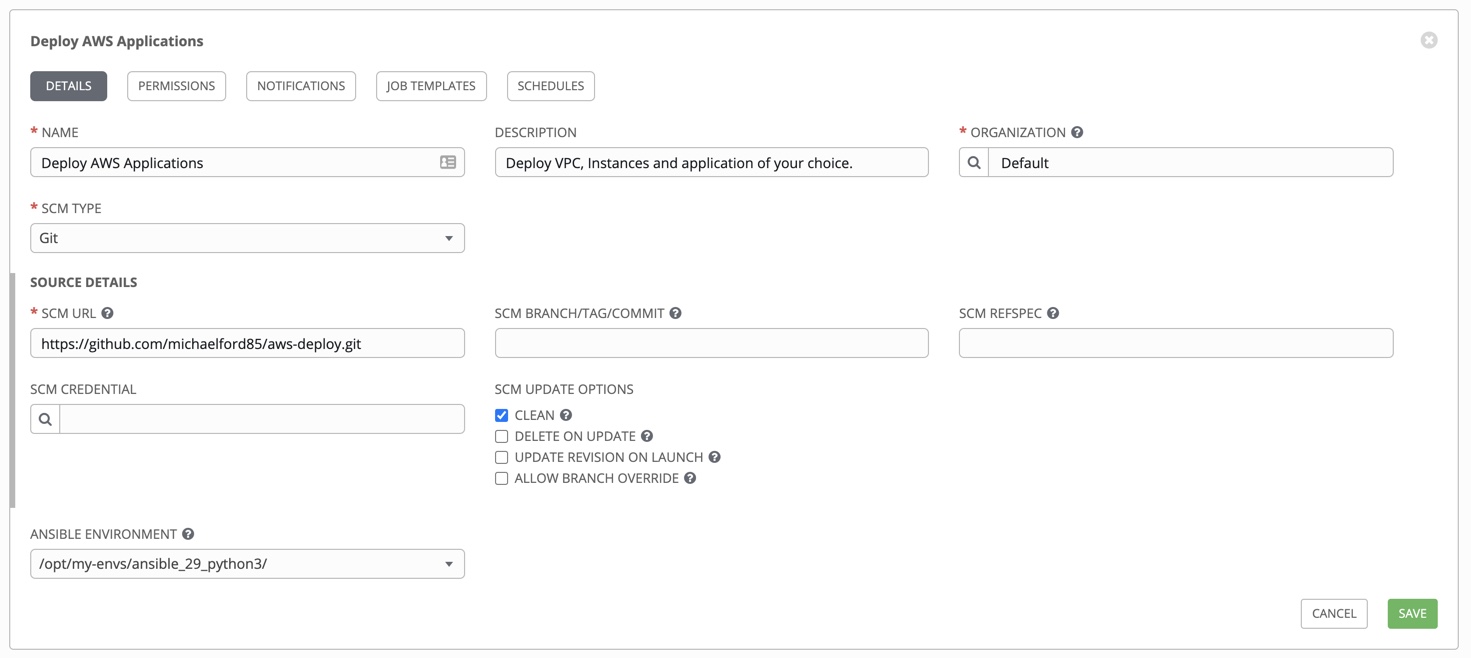 Deploy AWS Applications
DETAILS PERMISSIONS NOTIFICATIONS JOB TEMPLATES SCHEDULES
* NAME DESCRIPTION * ORGANIZATION ?
Deploy AWS Applications Deploy VPC, Instances and application of your choice. Default
* SCM TYPE
Git
SOURCE DETAILS
* SCM URL ? SCM BRANCH/TAG/COMMIT ? SCM REFSPEC ?
https://github.com/michaelford85/aws-deploy.git
SCM CREDENTIAL SCM UPDATE OPTIONS
CLEAN ?
DELETE ON UPDATE ?
UPDATE REVISION ON LAUNCH ?
ALLOW BRANCH OVERRIDE ?
ANSIBLE ENVIRONMENT ?
/opt/my-envs/ansible_29_python3/
CANCEL SAVE